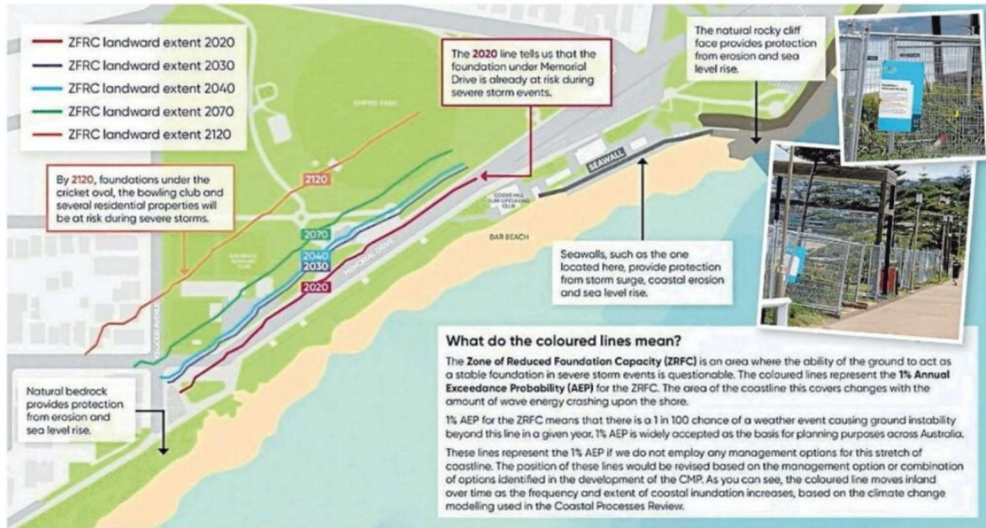 ZFRC landward extent 2020
ZFRC landward extent 2030
ZFRC landward extent 2040
ZFRC landward extent 2070
ZFRC landward extent 2120
The 2020 line tells us that the
foundation under Memorial
Drive is already at risk during
severe storm events.
The natural rocky cliff
face provides protection
from erosion and sea
level rise.
EMPIRE PARK
By 2120, foundations under the
cricket oval, the bowling club and
several residential properties will
be at risk during severe storms.
2120
2070
2040
2030
2020
MEMORIAL DRIVE
SEAWALL
COOKS HILL
SURF LIFESAVING
CLUB
BAR BEACH
Seawalls, such as the one
located here, provide protection
from storm surge, coastal erosion
and sea level rise.
Natural bedrock
provides protection
from erosion and
sea level rise.
What do the coloured lines mean?
The Zone of Reduced Foundation Capacity (ZRFC) is an area where the ability of the ground to act as
a stable foundation in severe storm events is questionable. The coloured lines represent the 1% Annual
Exceedance Probability (AEP) for the ZRFC. The area of the coastline this covers changes with the
amount of wave energy crashing upon the shore.
1% AEP for the ZRFC means that there is a 1 in 100 chance of a weather event causing ground instability
beyond this line in a given year. 1% AEP is widely accepted as the basis for planning purposes across Australia.
These lines represent the 1% AEP if we do not employ any management options for this stretch of
coastline. The position of these lines would be revised based on the management option or combination
of options identified in the development of the CMP. As you can see, the coloured line moves inland
over time as the frequency and extent of coastal inundation increases, based on the climate change
modelling used in the Coastal Processes Review.